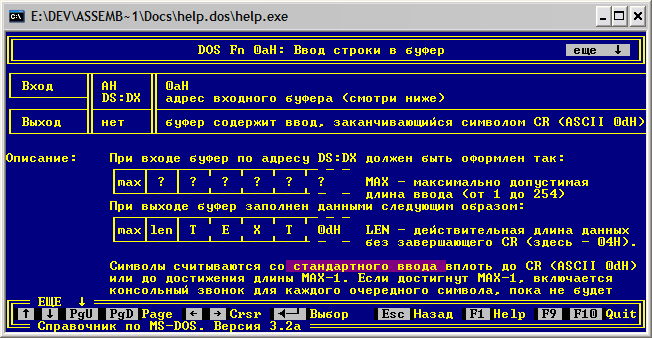 E:\DEV\ASSEMB~1\Docs\help.dos\help.exe
DOS Fn 0aH: Ввод строки в буфер еще ↓
Вход AH 0aH
DS:DX адрес входного буфера (смотри ниже)
Выход нет буфер содержит ввод, заканчивающийся символом CR (ASCII 0dH)
Описание: При входе буфер по адресу DS:DX должен быть оформлен так:
max ? ? ? ? ? ? MAX - максимально допустимая
длина ввода (от 1 до 254)
При выходе буфер заполнен данными следующим образом:
max len T E X T 0dH LEN - действительная длина данных
без завершающего CR (здесь - 04H).
Символы считываются со стандартного ввода вплоть до CR (ASCII 0dH)
или до достижения длины MAX-1. Если достигнут MAX-1, включается
консольный звонок для каждого очередного символа, пока не будет
ЕЩЕ ↓
↑ ↓ PgU PgD Page ← → Crsr ←┘ Выбор Esc Назад F1 Help F9 F10 Quit
Справочник по MS-DOS. Версия 3.2a